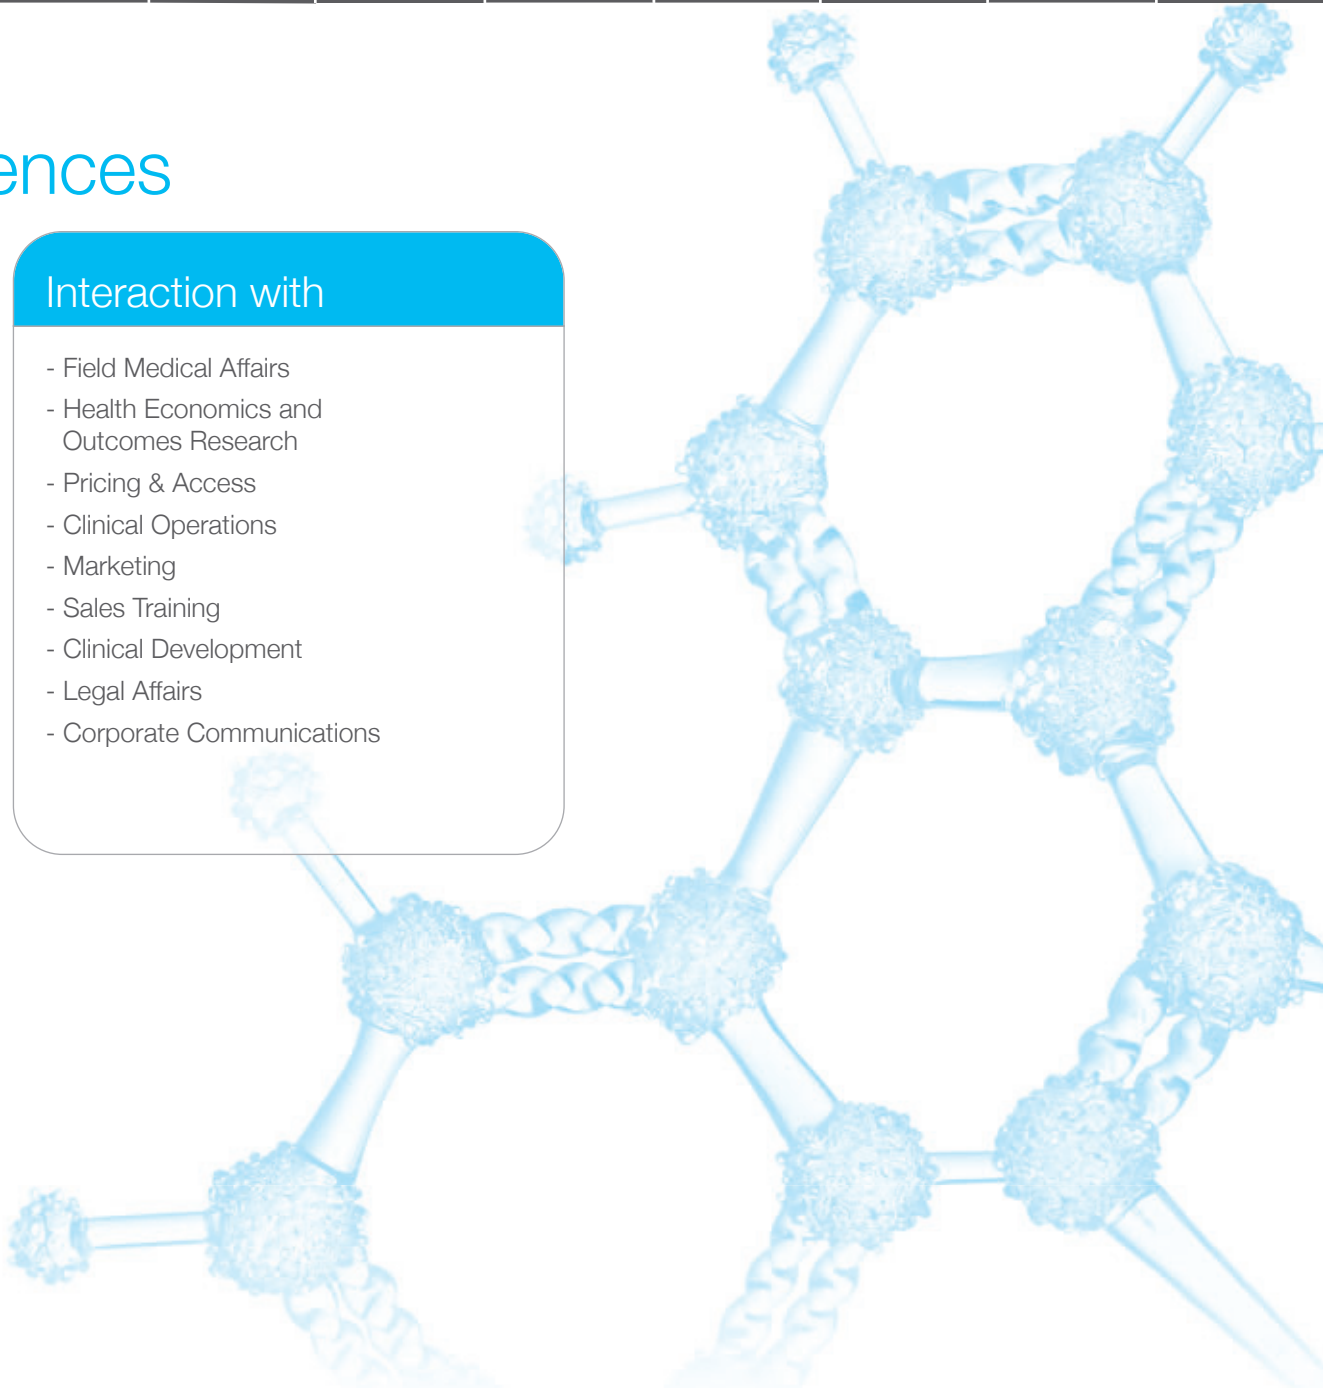 ences
Interaction with
- Field Medical Affairs
- Health Economics and
Outcomes Research
- Pricing & Access
- Clinical Operations
- Marketing
- Sales Training
- Clinical Development
- Legal Affairs
- Corporate Communications